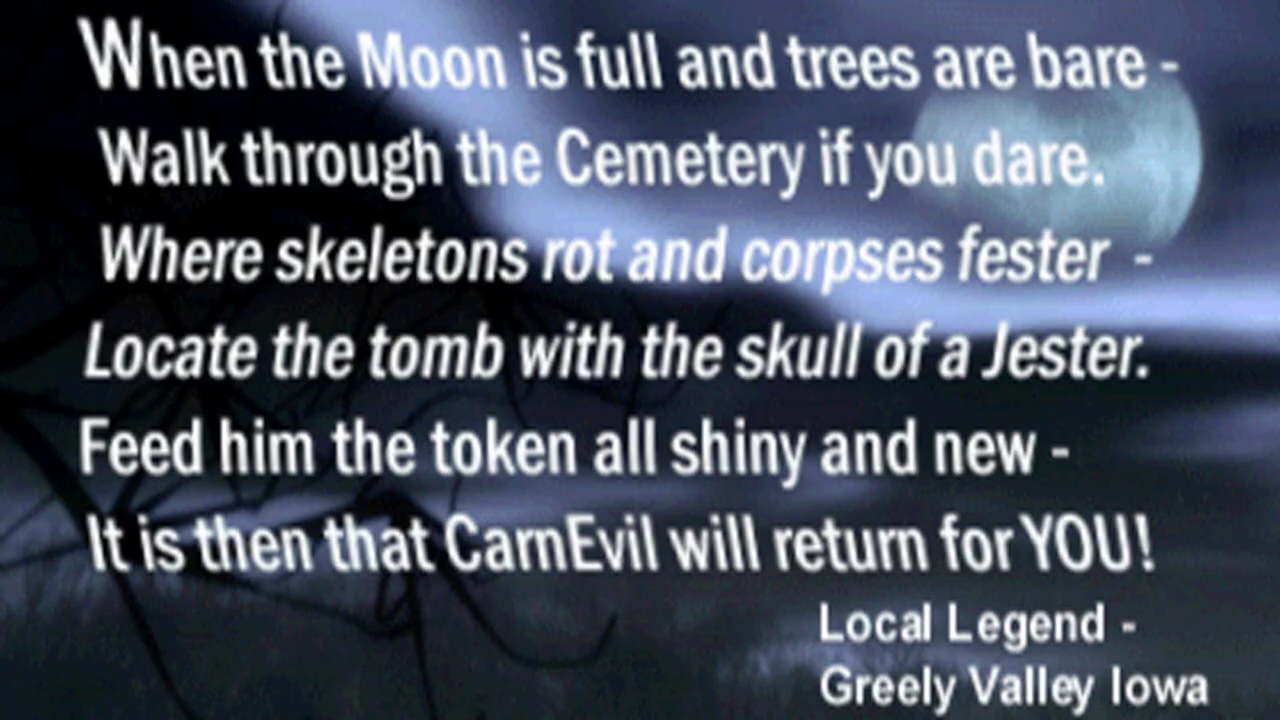 When the Moon is full and trees are bare -
Walk through the Cemetery if you dare.
Where skeletons rot and corpses fester -
Locate the tomb with the skull of a Jester.
Feed him the token all shiny and new -
It is then that CarnEvil will return for YOU!
Local Legend -
Greely Valley Iowa